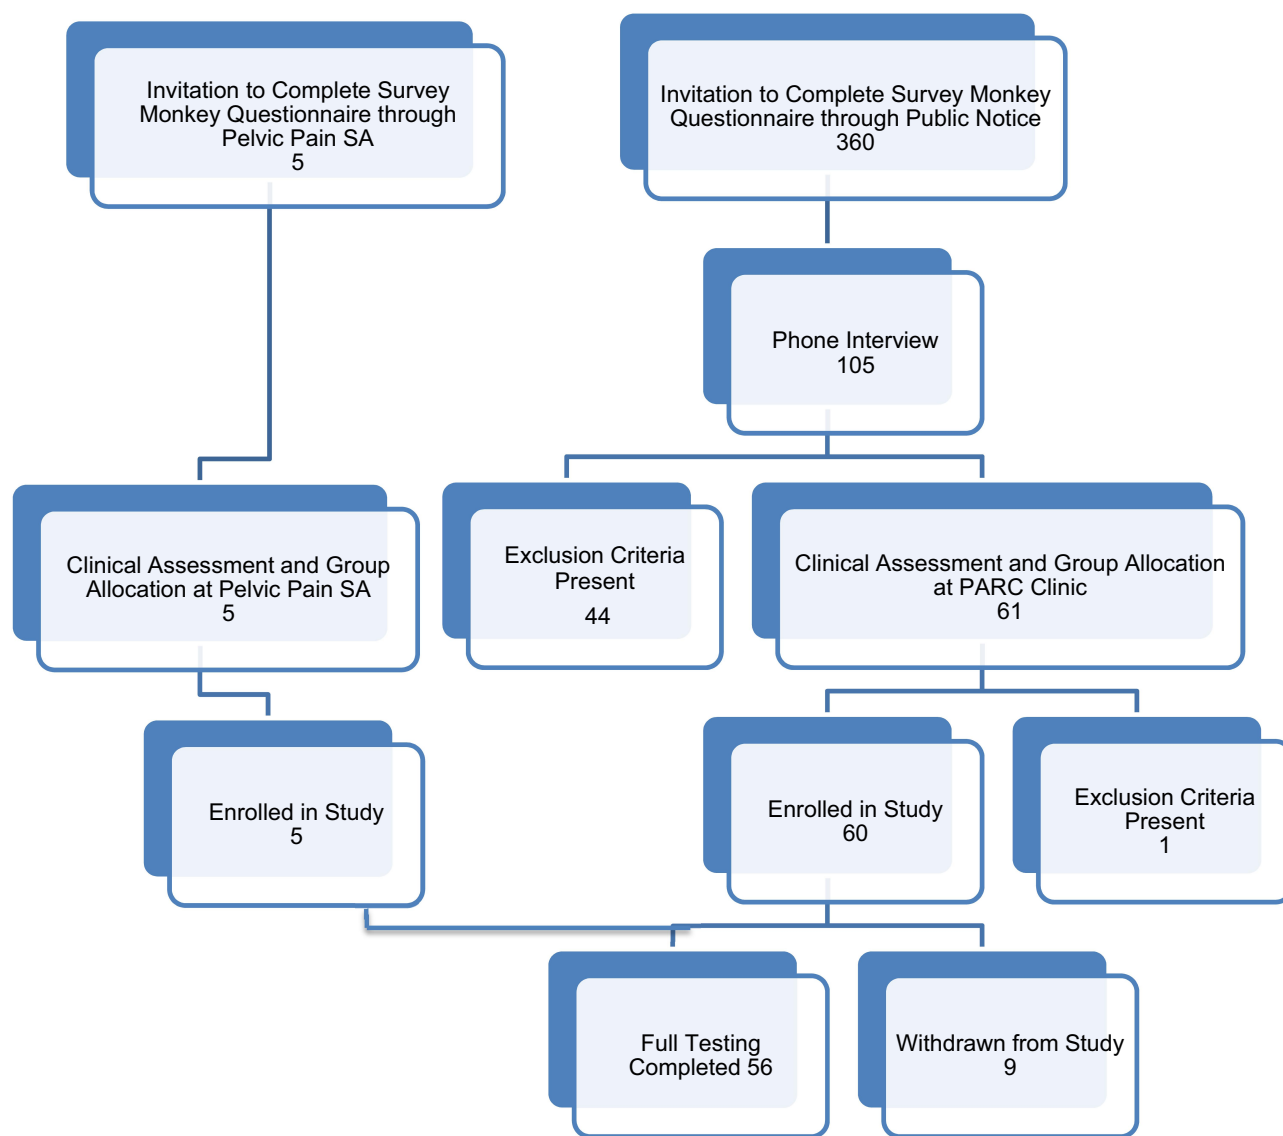 Invitation to Complete Survey
Monkey Questionnaire through
Pelvic Pain SA
5
Invitation to Complete Survey Monkey
Questionnaire through Public Notice
360
Phone Interview
105
Clinical Assessment and Group
Allocation at Pelvic Pain SA
5
Exclusion Criteria
Present
44
Clinical Assessment and Group Allocation
at PARC Clinic
61
Enrolled in Study
5
Enrolled in Study
60
Exclusion Criteria
Present
1
Full Testing
Completed 56
Withdrawn from Study
9